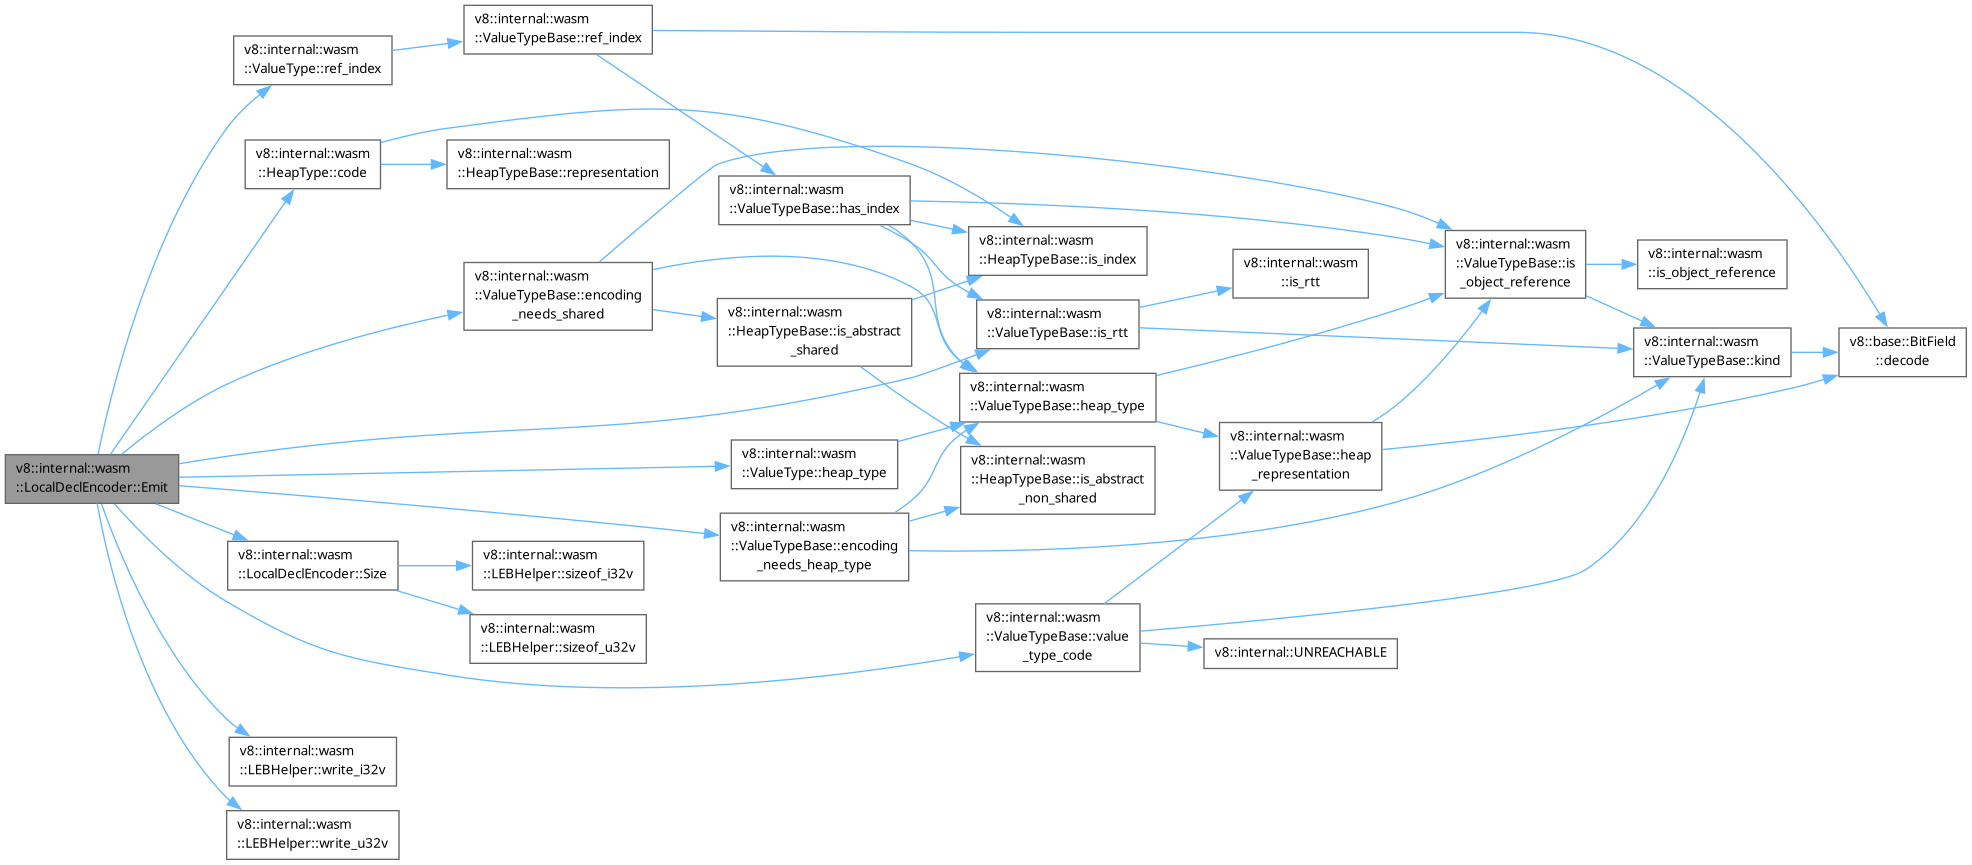 v8::internal::wasm
::ValueTypeBase::ref_index
v8::internal::wasm
::ValueType::ref_index
v8::internal::wasm
::HeapType::code
v8::internal::wasm
::HeapTypeBase::representation
v8::internal::wasm
::ValueTypeBase::has_index
v8::internal::wasm
::HeapTypeBase::is_index
v8::internal::wasm
::ValueTypeBase::is
_object_reference
v8::internal::wasm
::is_object_reference
v8::internal::wasm
::is_rtt
v8::internal::wasm
::ValueTypeBase::encoding
_needs_shared
v8::internal::wasm
::HeapTypeBase::is_abstract
_shared
v8::internal::wasm
::ValueTypeBase::is_rtt
v8::internal::wasm
::ValueTypeBase::kind
v8::base::BitField
::decode
v8::internal::wasm
::ValueTypeBase::heap_type
v8::internal::wasm
::ValueTypeBase::heap
_representation
v8::internal::wasm
::ValueType::heap_type
v8::internal::wasm
::HeapTypeBase::is_abstract
_non_shared
v8::internal::wasm
::LocalDeclEncoder::Emit
v8::internal::wasm
::ValueTypeBase::encoding
_needs_heap_type
v8::internal::wasm
::LocalDeclEncoder::Size
v8::internal::wasm
::LEBHelper::sizeof_i32v
v8::internal::wasm
::LEBHelper::sizeof_u32v
v8::internal::wasm
::ValueTypeBase::value
_type_code
v8::internal::UNREACHABLE
v8::internal::wasm
::LEBHelper::write_i32v
v8::internal::wasm
::LEBHelper::write_u32v